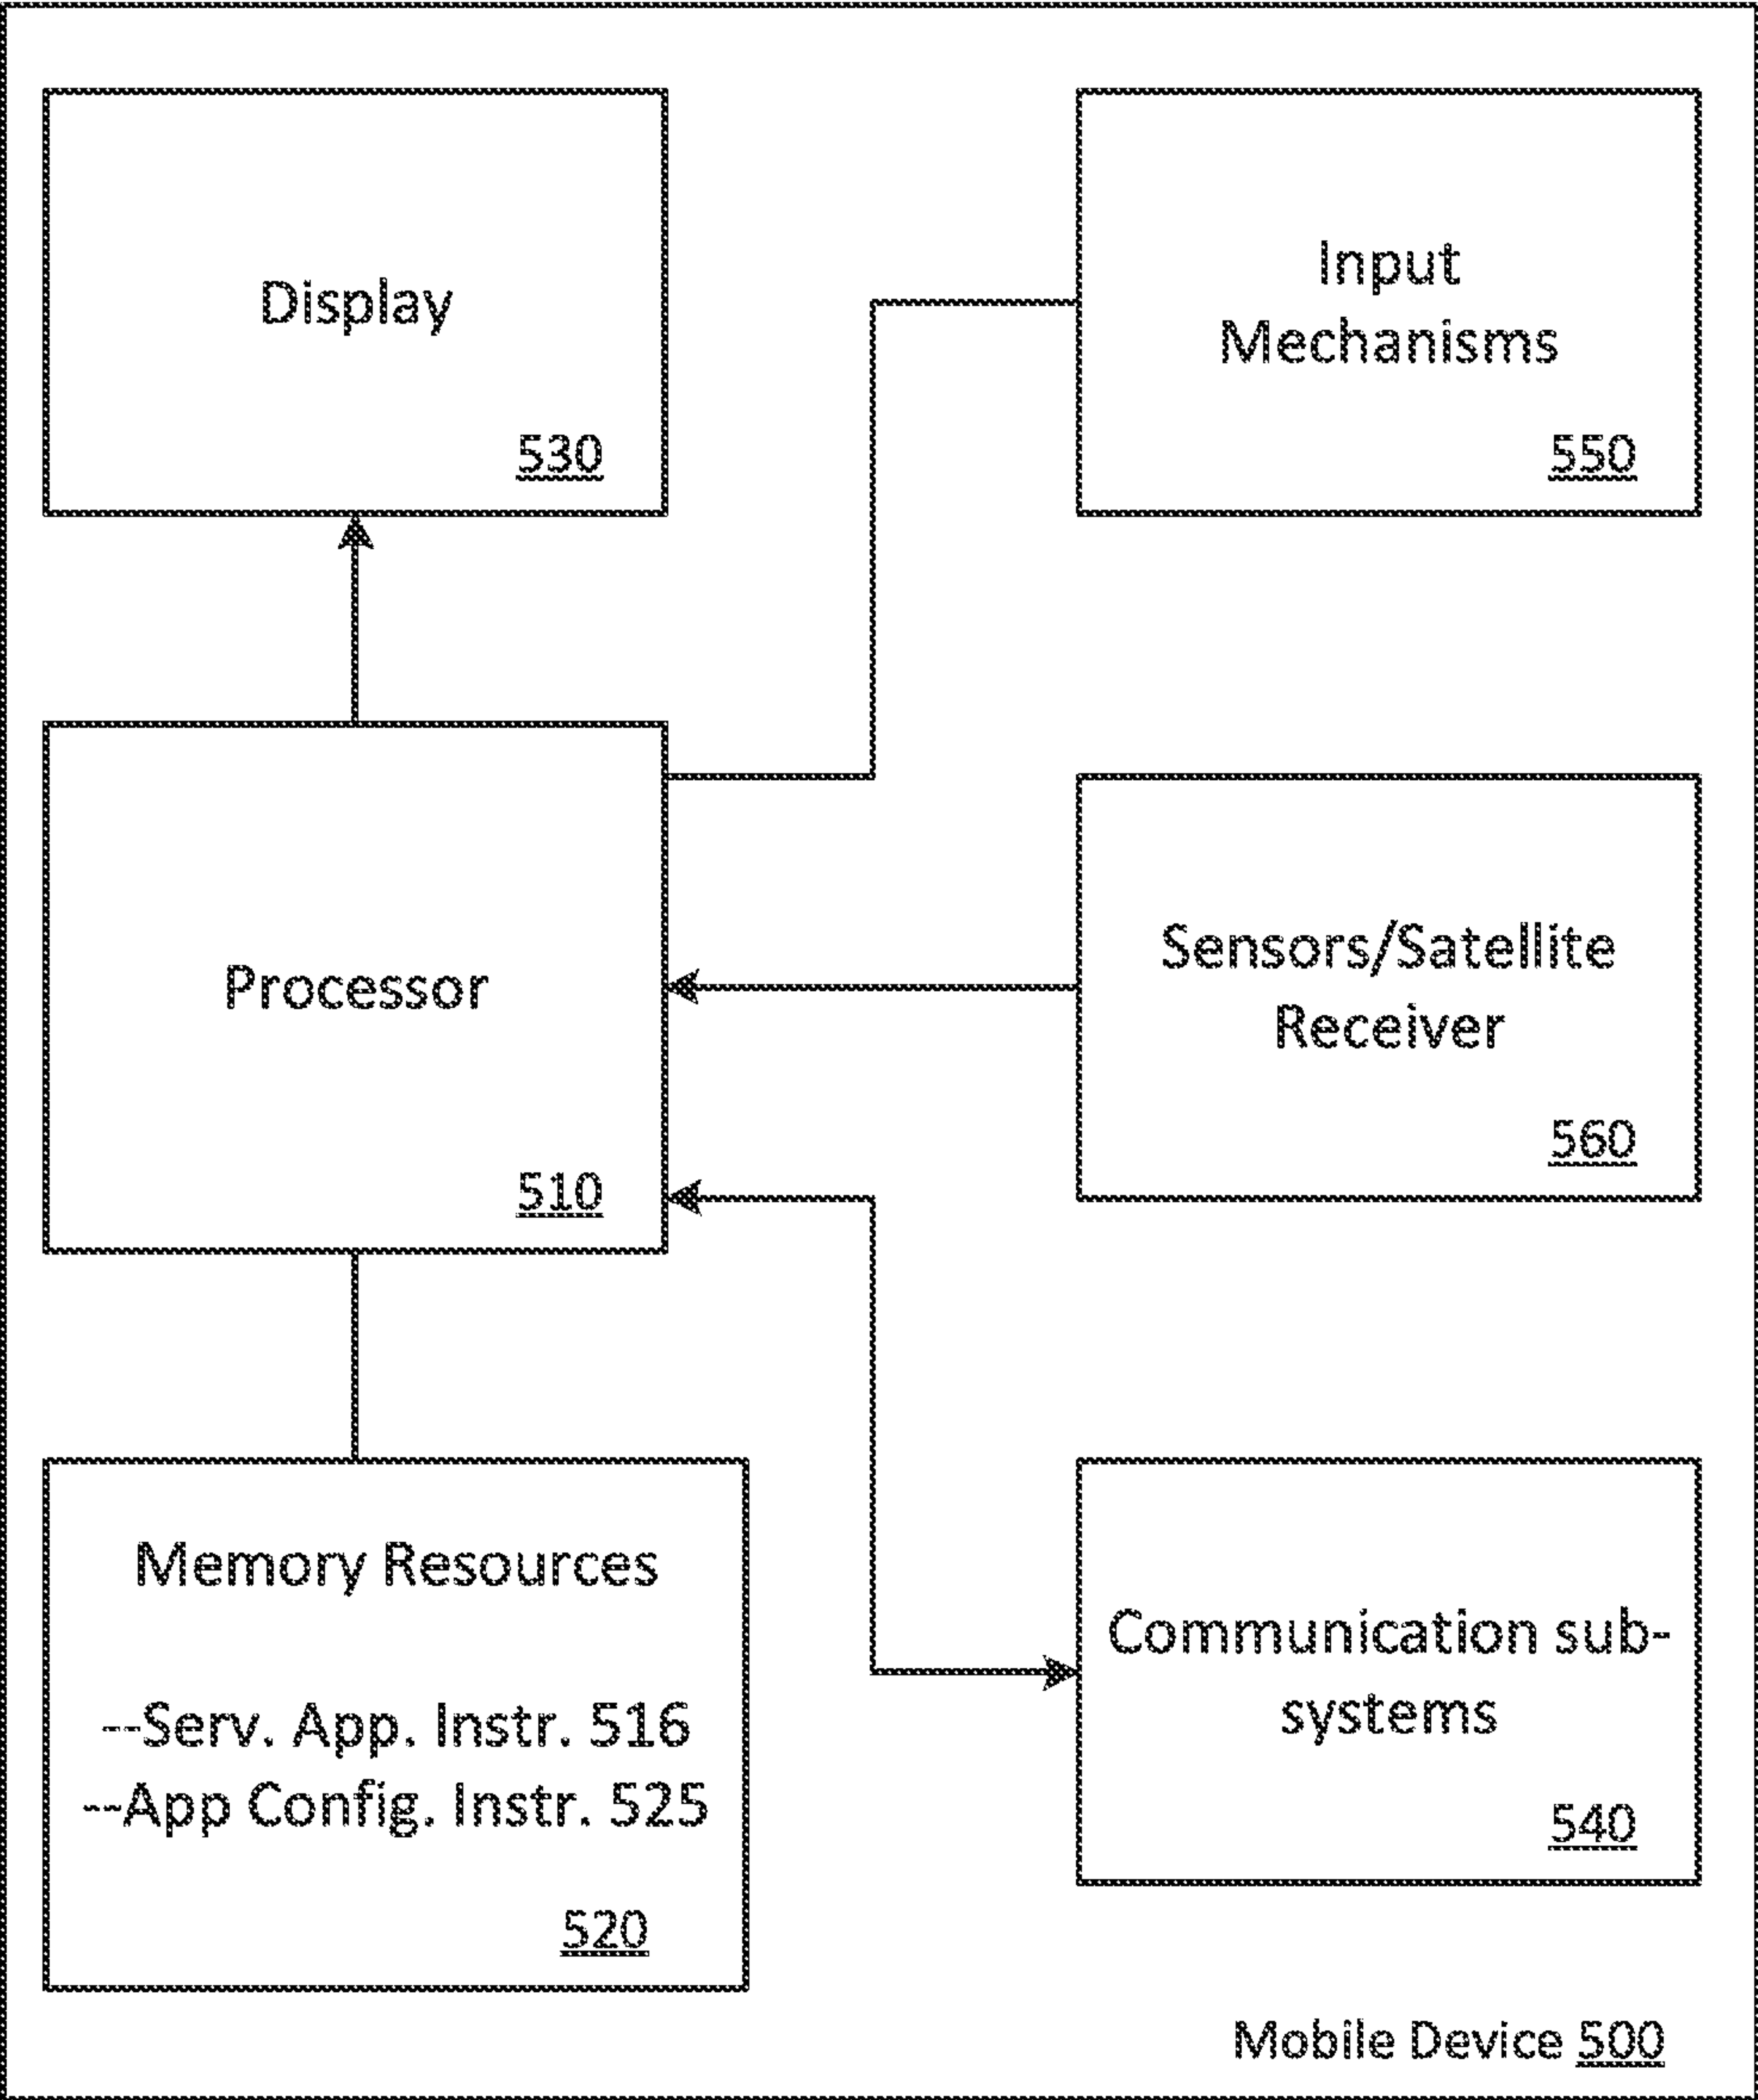 Display
530
Input
Mechanisms
550
Processor
510
Sensors/Satellite
Receiver
560
Memory Resources
--Serv. App. Instr. 516
--App Config. Instr. 525
520
Communication sub-
systems
540
Mobile Device 500